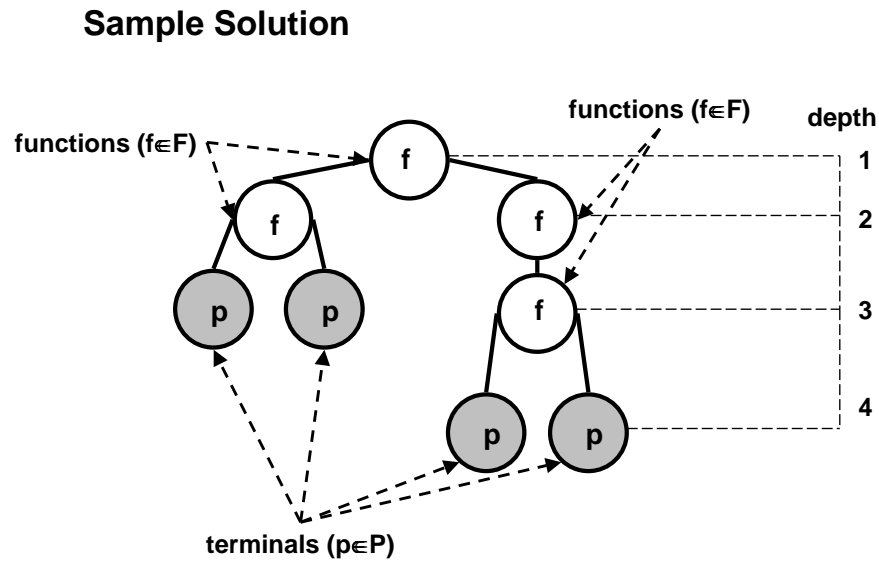 Sample Solution
functions (f∈F)
depth
functions (f∈F)
f
1
f
f
2
p
p
f
3
p
p
4
terminals (p∈P)